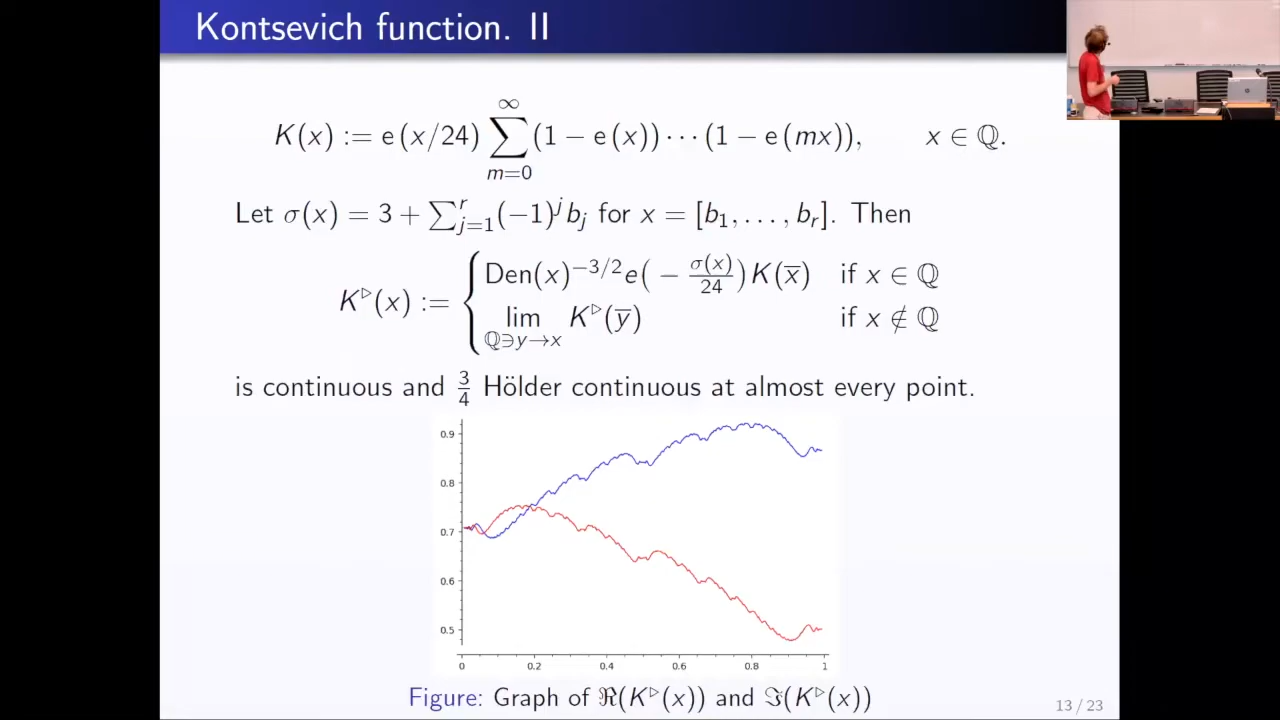 Kontsevich function. II
K(x) := e(x/24) ∑_{m=0}^{∞} (1 − e(x)) ⋯ (1 − e(mx)),   x ∈ ℚ.
Let σ(x) = 3 + ∑_{j=1}^{r} (−1)^j b_j for x = [b_1, …, b_r]. Then
K^▹(x) := { Den(x)^{−3/2} e(− σ(x)/24) K(x̅)   if x ∈ ℚ
lim_{ℚ∋y→x} K^▹(y̅)   if x ∉ ℚ
is continuous and 3/4 Hölder continuous at almost every point.
0.9
0.8
0.7
0.6
0.5
0 0.2 0.4 0.6 0.8 1
Figure: Graph of ℜ(K^▹(x)) and ℑ(K^▹(x))
13 / 23